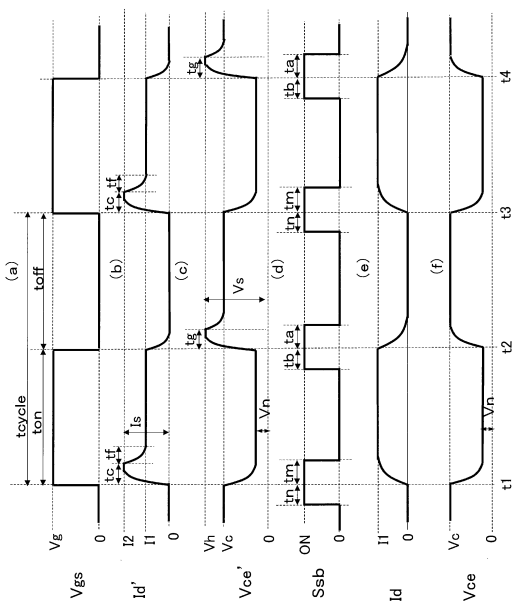 (a)
tcycle
ton
toff
Vgs
Vg
0
(b)
Id'
I2
I1
0
tc
tf
Is
tc
tf
(c)
Vce'
Vh
Vc
0
tg
Vs
Vn
tg
(d)
Ssb
ON
0
tn
tm
tb
ta
tn
tm
tb
ta
(e)
Id
I1
0
(f)
Vce
Vc
0
Vn
t1
t2
t3
t4